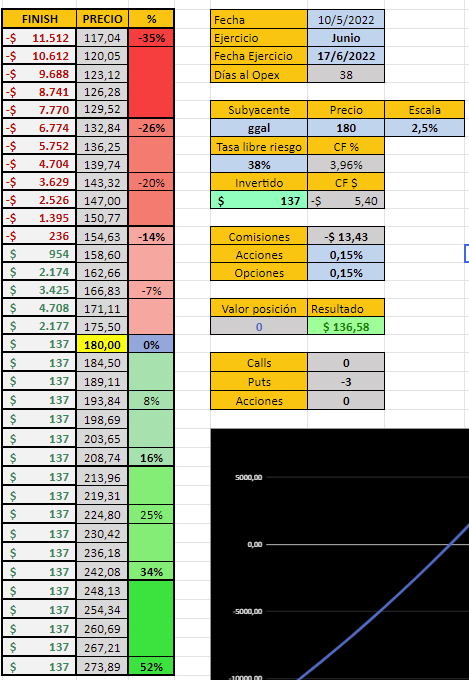 FINISH PRECIO %
-$ 11.512 117,04 -35%
-$ 10.612 120,05
-$ 9.688 123,12
-$ 8.741 126,28
-$ 7.770 129,52
-$ 6.774 132,84 -26%
-$ 5.752 136,25
-$ 4.704 139,74
-$ 3.629 143,32 -20%
-$ 2.526 147,00
-$ 1.395 150,77
-$ 236 154,63 -14%
$ 954 158,60
$ 2.174 162,66
$ 3.425 166,83 -7%
$ 4.708 171,11
$ 2.177 175,50
$ 137 180,00 0%
$ 137 184,50
$ 137 189,11
$ 137 193,84 8%
$ 137 198,69
$ 137 203,65
$ 137 208,74 16%
$ 137 213,96
$ 137 219,31
$ 137 224,80 25%
$ 137 230,42
$ 137 236,18
$ 137 242,08 34%
$ 137 248,13
$ 137 254,34
$ 137 260,69
$ 137 267,21
$ 137 273,89 52%
Fecha 10/5/2022
Ejercicio Junio
Fecha Ejercicio 17/6/2022
Días al Opex 38
Subyacente Precio Escala
ggal 180 2,5%
Tasa libre riesgo CF %
38% 3,96%
Invertido CF $
$ 137 -$ 5,40
Comisiones -$ 13,43
Acciones 0,15%
Opciones 0,15%
Valor posición Resultado
0 $ 136,58
Calls 0
Puts -3
Acciones 0
5000,00
0,00
-5000,00
-10000,00